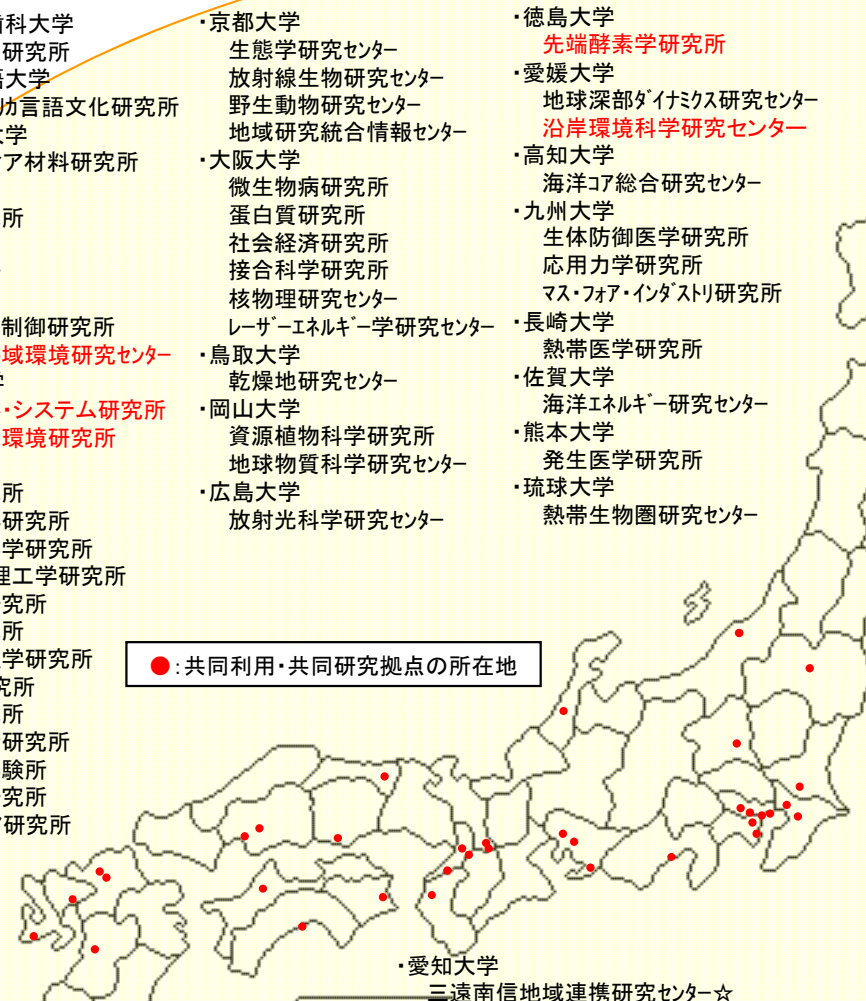 歯科大学
研究所
語大学
カ言語文化研究所
大学
ア材料研究所
所
制御研究所
域環境研究センター
学
・システム研究所
環境研究所
所
研究所
学研究所
理工学研究所
究所
所
学研究所
究所
所
研究所
験所
究所
研究所
・京都大学
生態学研究センター
放射線生物研究センター
野生動物研究センター
地域研究統合情報センター
・大阪大学
微生物病研究所
蛋白質研究所
社会経済研究所
接合科学研究所
核物理研究センター
レーザーエネルギー学研究センター
・鳥取大学
乾燥地研究センター
・岡山大学
資源植物科学研究所
地球物質科学研究センター
・広島大学
放射光科学研究センター
・徳島大学
先端酵素学研究所
・愛媛大学
地球深部ダイナミクス研究センター
沿岸環境科学研究センター
・高知大学
海洋コア総合研究センター
・九州大学
生体防御医学研究所
応用力学研究所
マス・フォア・インダストリ研究所
・長崎大学
熱帯医学研究所
・佐賀大学
海洋エネルギー研究センター
・熊本大学
発生医学研究所
・琉球大学
熱帯生物圏研究センター
●:共同利用・共同研究拠点の所在地
・愛知大学
三遠南信地域連携研究センター☆